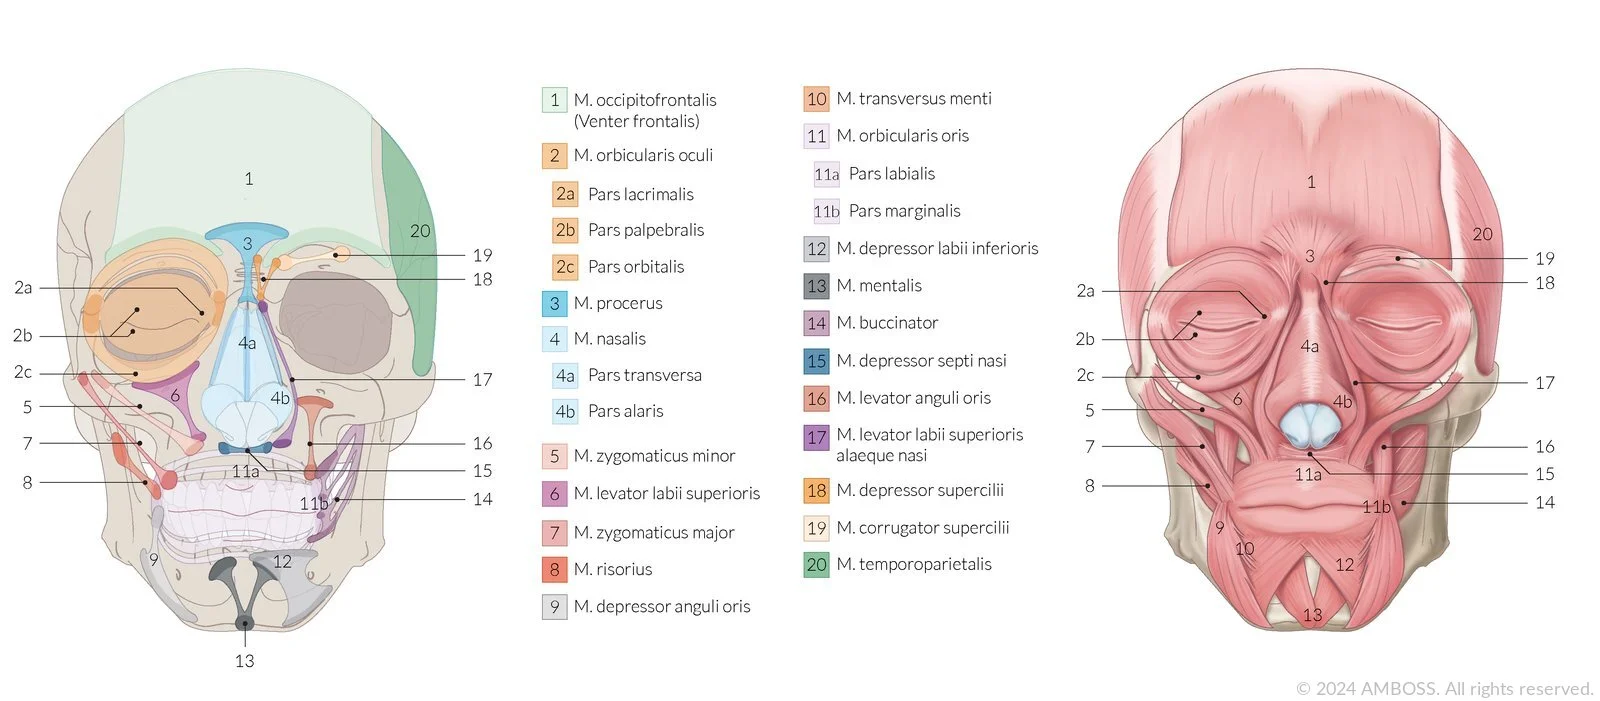 1
3
20
19
18
2a
2b
2c
4a
4b
17
6
5
7
8
16
15
14
11a
11b
9
12
13
1 M. occipitofrontalis
(Venter frontalis)
2 M. orbicularis oculi
2a Pars lacrimalis
2b Pars palpebralis
2c Pars orbitalis
3 M. procerus
4 M. nasalis
4a Pars transversa
4b Pars alaris
5 M. zygomaticus minor
6 M. levator labii superioris
7 M. zygomaticus major
8 M. risorius
9 M. depressor anguli oris
10 M. transversus menti
11 M. orbicularis oris
11a Pars labialis
11b Pars marginalis
12 M. depressor labii inferioris
13 M. mentalis
14 M. buccinator
15 M. depressor septi nasi
16 M. levator anguli oris
17 M. levator labii superioris
alaeque nasi
18 M. depressor supercilii
19 M. corrugator supercilii
20 M. temporoparietalis
1
20
3
19
18
2a
2b
2c
4a
4b
17
6
5
7
8
16
15
14
11a
11b
9
10
12
13
© 2024 AMBOSS. All rights reserved.